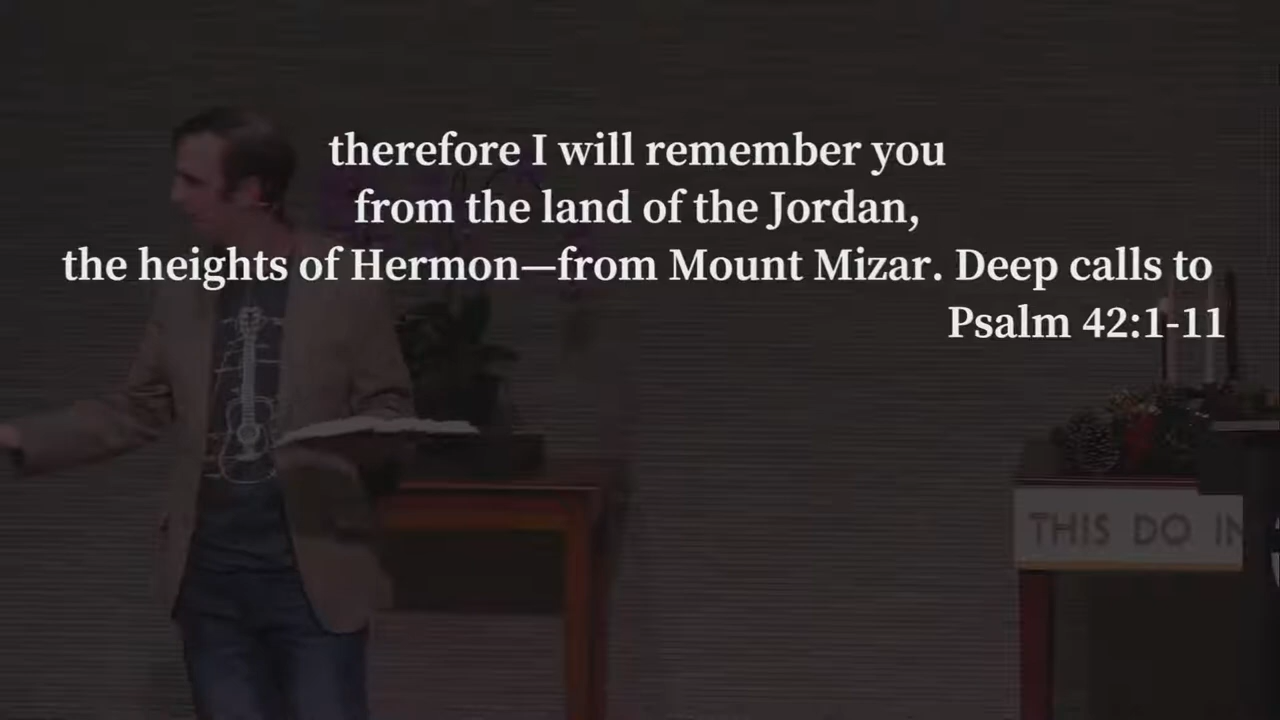 therefore I will remember you
from the land of the Jordan,
the heights of Hermon—from Mount Mizar. Deep calls to
Psalm 42:1-11
THIS DO IN